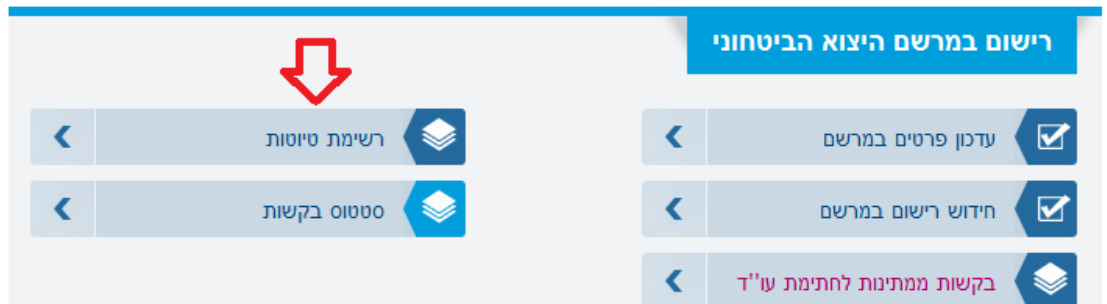 רישום במרשם היצוא הביטחוני
עדכון פרטים במרשם
רשימת טיוטות
חידוש רישום במרשם
סטטוס בקשות
בקשות ממתינות לחתימת עו''ד